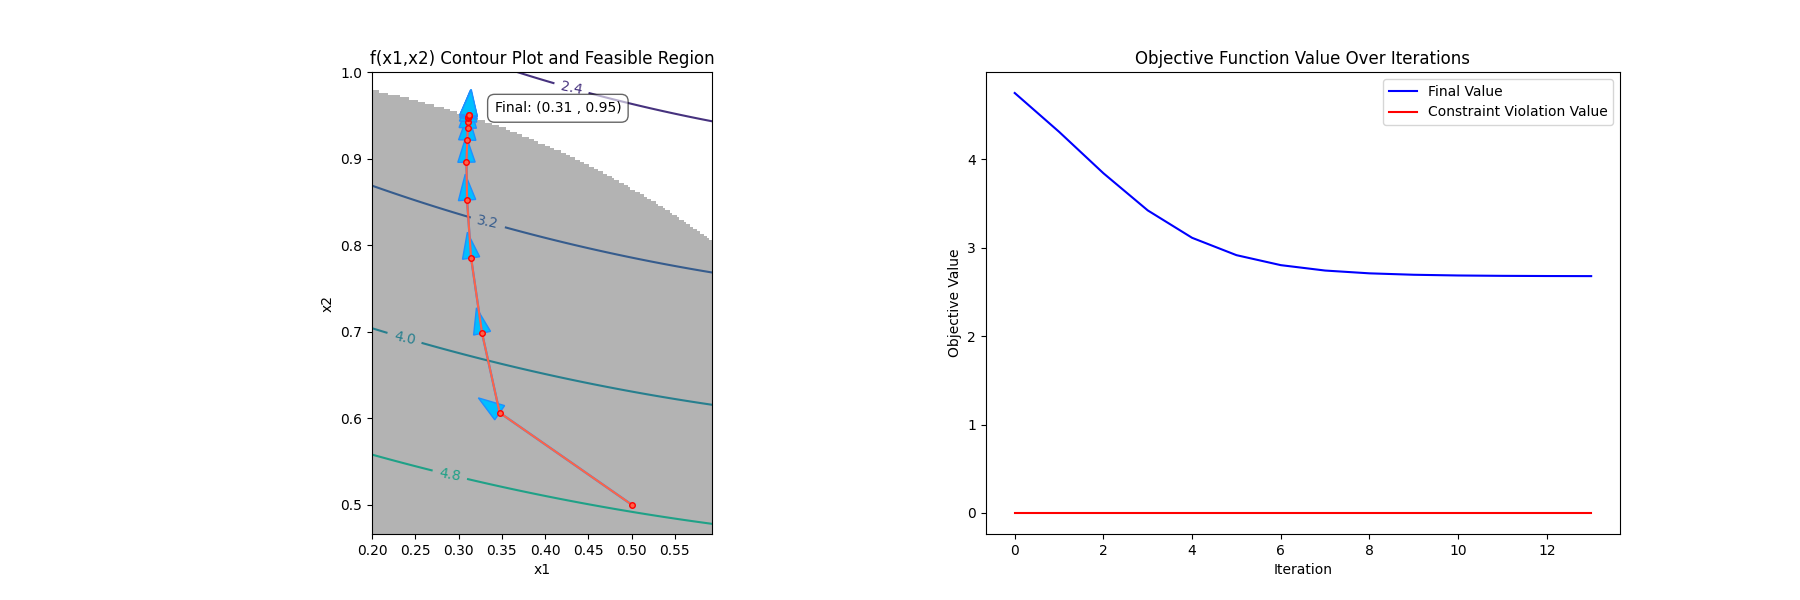 f(x1,x2) Contour Plot and Feasible Region
1.0
0.9
0.8
0.7
0.6
0.5
x2
2.4
Final: (0.31 , 0.95)
3.2
4.0
4.8
0.20 0.25 0.30 0.35 0.40 0.45 0.50 0.55
x1
Objective Function Value Over Iterations
Final Value
Constraint Violation Value
4
3
2
1
0
Objective Value
0 2 4 6 8 10 12
Iteration